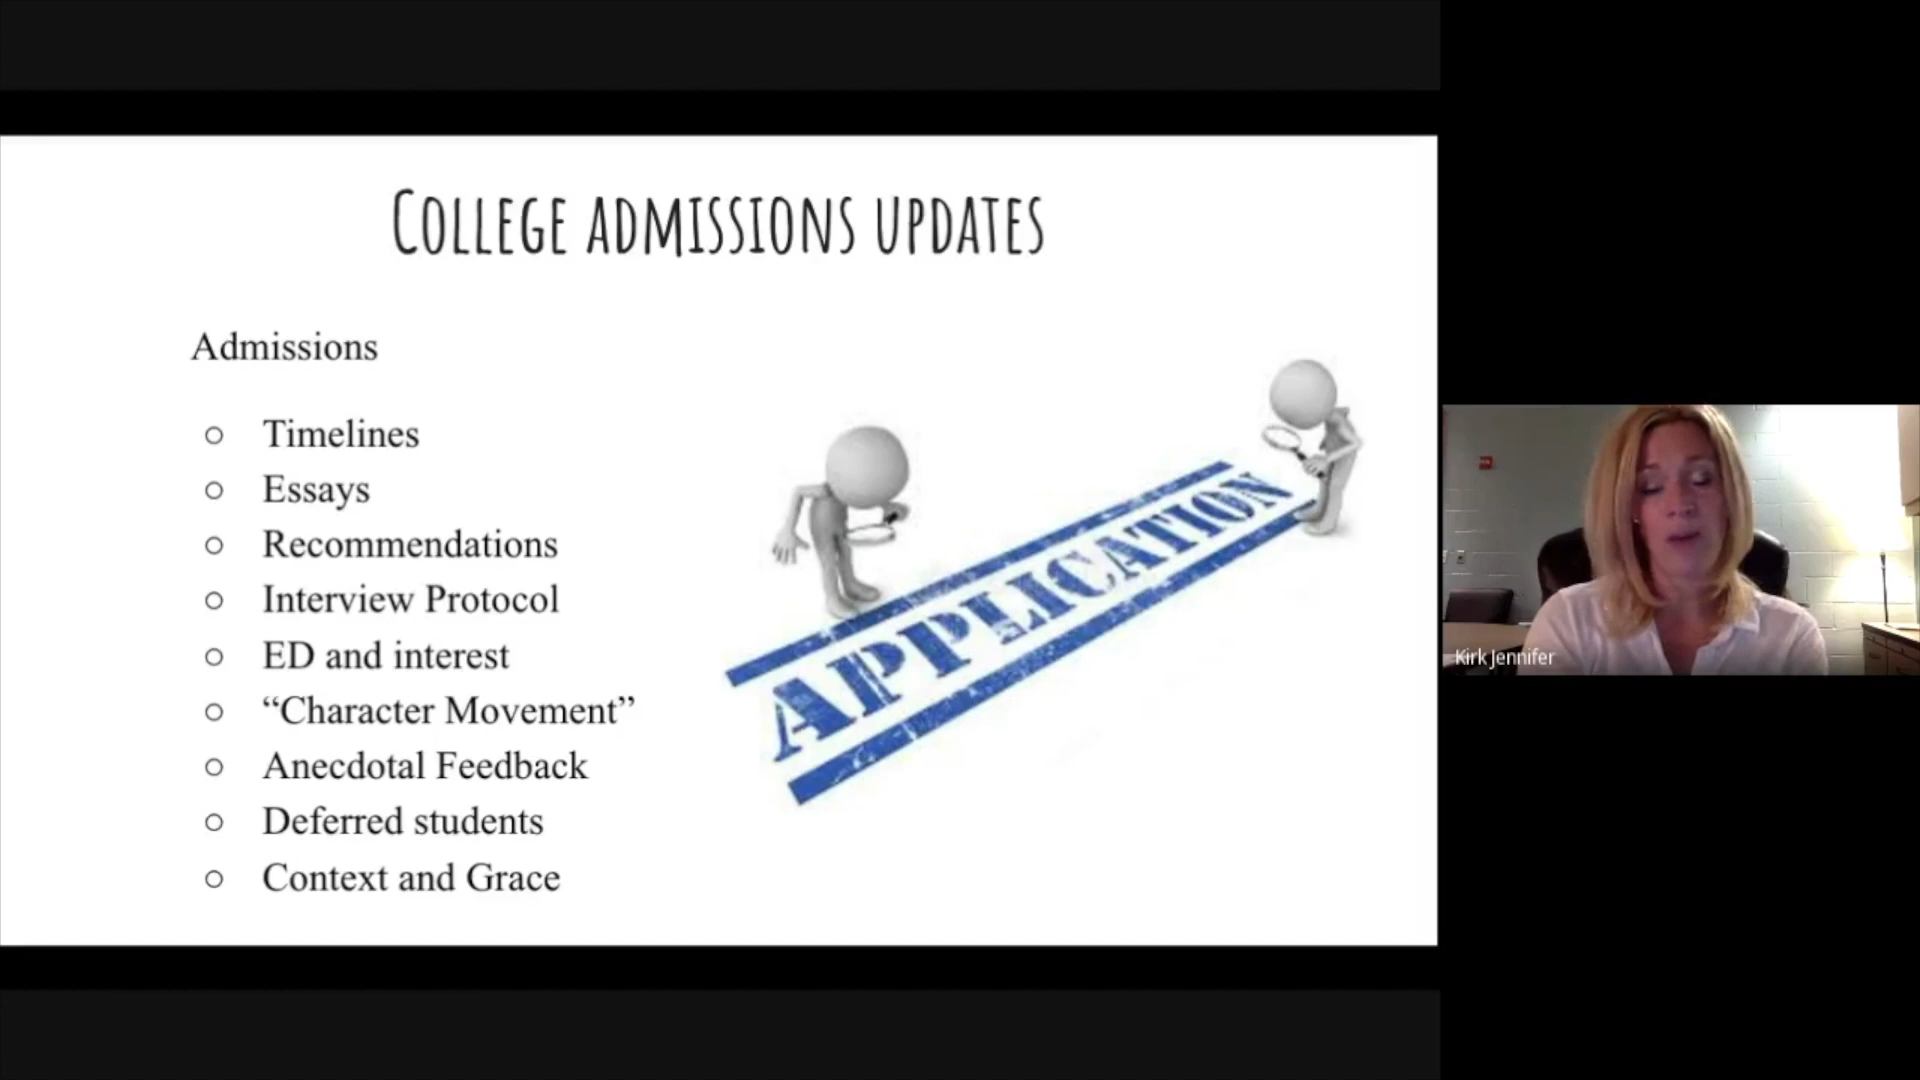 College admissions updates
Admissions
Timelines
Essays
Recommendations
Interview Protocol
ED and interest
“Character Movement”
Anecdotal Feedback
Deferred students
Context and Grace
APPLICATION
Kirk Jennifer